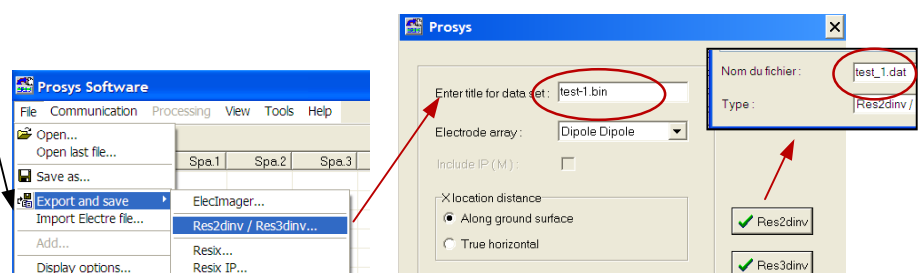 Prosys Software
File Communication Processing View Tools Help
Open...
Open last file...
Save as...
Export and save
Import Electre file...
Add...
Display options...
Spa.1 Spa.2 Spa.3
ElecImager...
Res2dinv / Res3dinv...
Resix...
Resix IP...
Prosys
Enter title for data set : test-1.bin
Electrode array : Dipole Dipole
Include IP ( M ) :
X location distance
Along ground surface
True horizontal
Nom du fichier : test_1.dat
Type : Res2dinv /
Res2dinv
Res3dinv